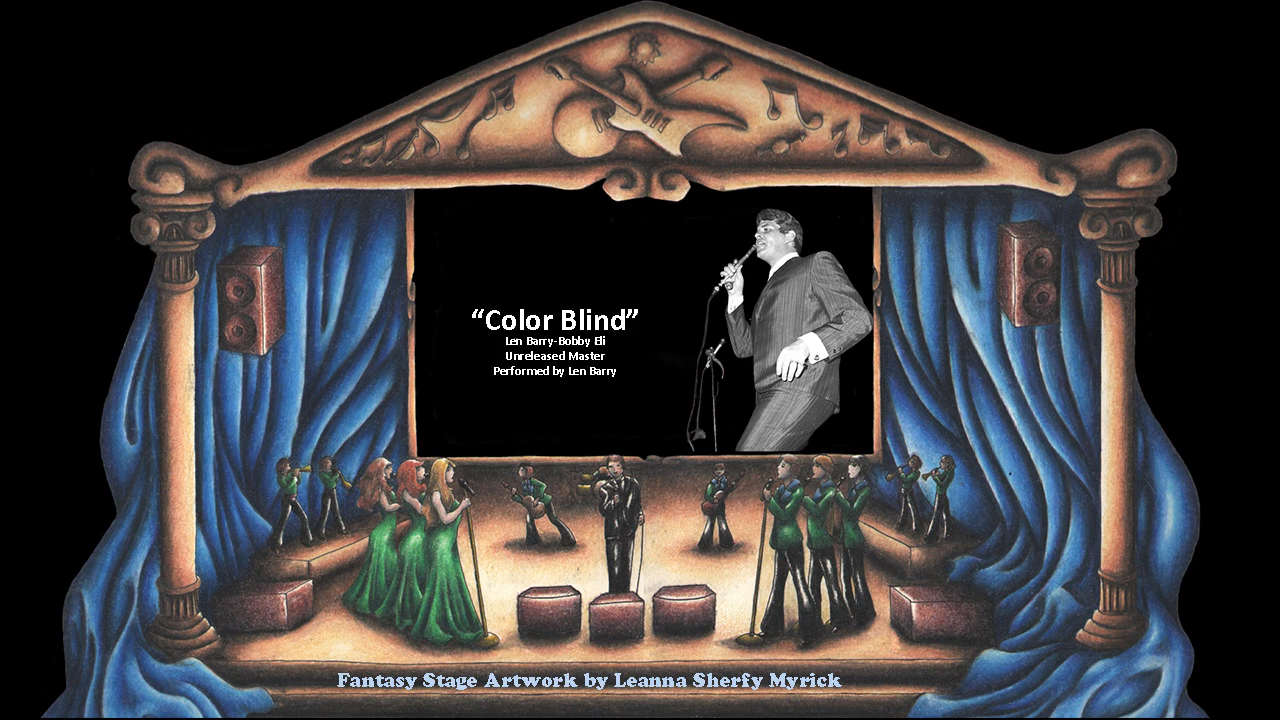 “Color Blind”
Len Barry-Bobby Eli
Unreleased Master
Performed by Len Barry
Fantasy Stage Artwork by Leanna Sherfy Myrick